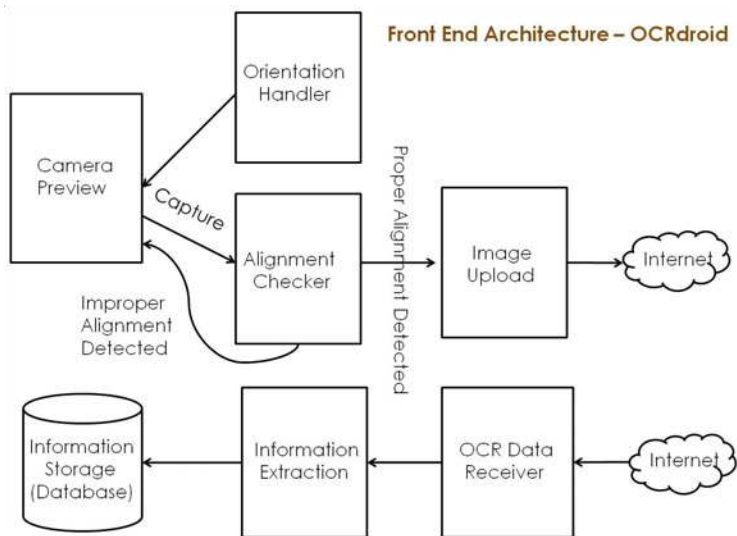 Front End Architecture – OCRdroid
Orientation
Handler
Camera
Preview
Capture
Alignment
Checker
Proper Alignment Detected
Image
Upload
Internet
Improper
Alignment
Detected
Information
Storage
(Database)
Information
Extraction
OCR Data
Receiver
Internet